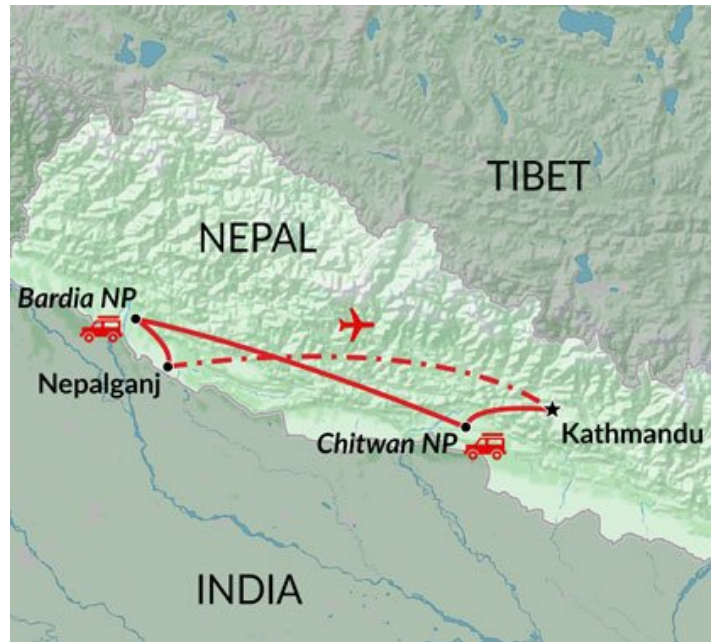 TIBET
NEPAL
Bardia NP
Nepalganj
Chitwan NP
Kathmandu
INDIA